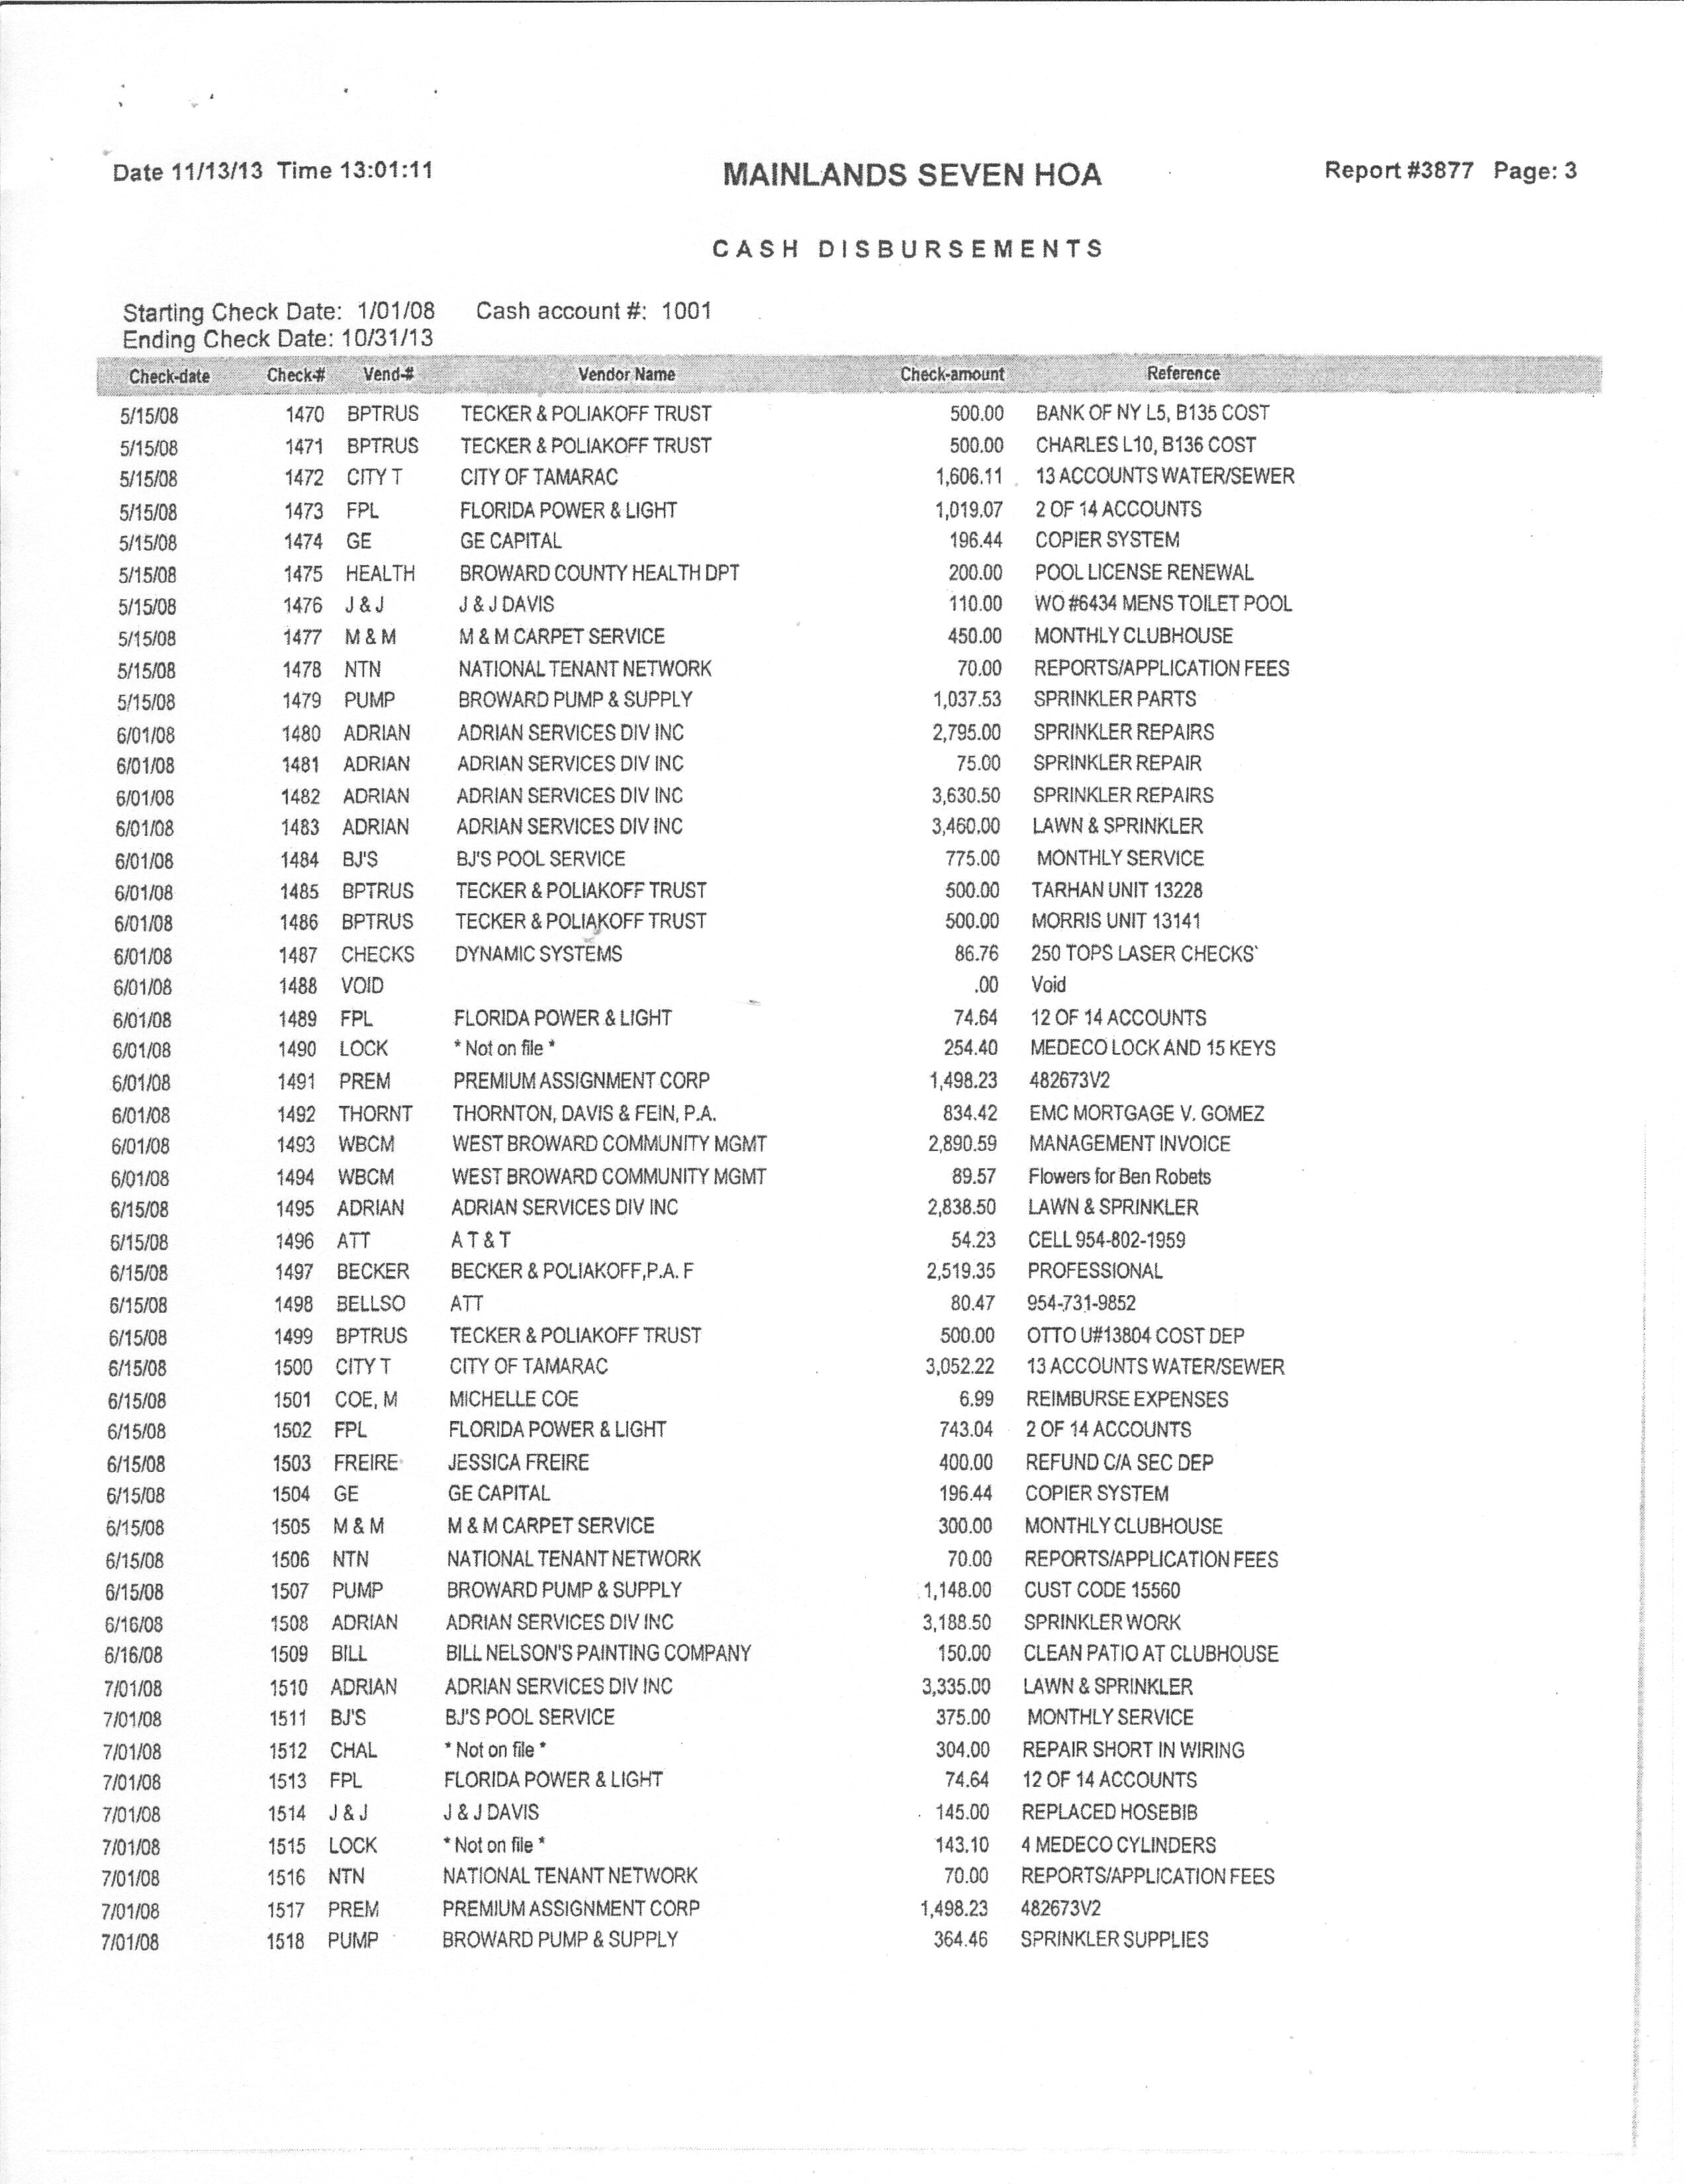 Date 11/13/13 Time 13:01:11 MAINLANDS SEVEN HOA Report #3877 Page: 3
CASH DISBURSEMENTS
Starting Check Date: 1/01/08 Cash account #: 1001
Ending Check Date: 10/31/13
Check-date Check-# Vend-# Vendor Name Check-amount Reference
5/15/08 1470 BPTRUS TECKER & POLIAKOFF TRUST 500.00 BANK OF NY L5, B135 COST
5/15/08 1471 BPTRUS TECKER & POLIAKOFF TRUST 500.00 CHARLES L10, B136 COST
5/15/08 1472 CITY T CITY OF TAMARAC 1,606.11 13 ACCOUNTS WATER/SEWER
5/15/08 1473 FPL FLORIDA POWER & LIGHT 1,019.07 2 OF 14 ACCOUNTS
5/15/08 1474 GE GE CAPITAL 196.44 COPIER SYSTEM
5/15/08 1475 HEALTH BROWARD COUNTY HEALTH DPT 200.00 POOL LICENSE RENEWAL
5/15/08 1476 J & J J & J DAVIS 110.00 WO #6434 MENS TOILET POOL
5/15/08 1477 M & M M & M CARPET SERVICE 450.00 MONTHLY CLUBHOUSE
5/15/08 1478 NTN NATIONAL TENANT NETWORK 70.00 REPORTS/APPLICATION FEES
5/15/08 1479 PUMP BROWARD PUMP & SUPPLY 1,037.53 SPRINKLER PARTS
6/01/08 1480 ADRIAN ADRIAN SERVICES DIV INC 2,795.00 SPRINKLER REPAIRS
6/01/08 1481 ADRIAN ADRIAN SERVICES DIV INC 75.00 SPRINKLER REPAIR
6/01/08 1482 ADRIAN ADRIAN SERVICES DIV INC 3,630.50 SPRINKLER REPAIRS
6/01/08 1483 ADRIAN ADRIAN SERVICES DIV INC 3,460.00 LAWN & SPRINKLER
6/01/08 1484 BJ'S BJ'S POOL SERVICE 775.00 MONTHLY SERVICE
6/01/08 1485 BPTRUS TECKER & POLIAKOFF TRUST 500.00 TARHAN UNIT 13228
6/01/08 1486 BPTRUS TECKER & POLIAKOFF TRUST 500.00 MORRIS UNIT 13141
6/01/08 1487 CHECKS DYNAMIC SYSTEMS 86.76 250 TOPS LASER CHECKS`
6/01/08 1488 VOID .00 Void
6/01/08 1489 FPL FLORIDA POWER & LIGHT 74.64 12 OF 14 ACCOUNTS
6/01/08 1490 LOCK * Not on file * 254.40 MEDECO LOCK AND 15 KEYS
6/01/08 1491 PREM PREMIUM ASSIGNMENT CORP 1,498.23 482673V2
6/01/08 1492 THORNT THORNTON, DAVIS & FEIN, P.A. 834.42 EMC MORTGAGE V. GOMEZ
6/01/08 1493 WBCM WEST BROWARD COMMUNITY MGMT 2,890.59 MANAGEMENT INVOICE
6/01/08 1494 WBCM WEST BROWARD COMMUNITY MGMT 89.57 Flowers for Ben Robets
6/15/08 1495 ADRIAN ADRIAN SERVICES DIV INC 2,838.50 LAWN & SPRINKLER
6/15/08 1496 ATT A T & T 54.23 CELL 954-802-1959
6/15/08 1497 BECKER BECKER & POLIAKOFF,P.A. F 2,519.35 PROFESSIONAL
6/15/08 1498 BELLSO ATT 80.47 954-731-9852
6/15/08 1499 BPTRUS TECKER & POLIAKOFF TRUST 500.00 OTTO U#13804 COST DEP
6/15/08 1500 CITY T CITY OF TAMARAC 3,052.22 13 ACCOUNTS WATER/SEWER
6/15/08 1501 COE, M MICHELLE COE 6.99 REIMBURSE EXPENSES
6/15/08 1502 FPL FLORIDA POWER & LIGHT 743.04 2 OF 14 ACCOUNTS
6/15/08 1503 FREIRE JESSICA FREIRE 400.00 REFUND C/A SEC DEP
6/15/08 1504 GE GE CAPITAL 196.44 COPIER SYSTEM
6/15/08 1505 M & M M & M CARPET SERVICE 300.00 MONTHLY CLUBHOUSE
6/15/08 1506 NTN NATIONAL TENANT NETWORK 70.00 REPORTS/APPLICATION FEES
6/15/08 1507 PUMP BROWARD PUMP & SUPPLY 1,148.00 CUST CODE 15560
6/16/08 1508 ADRIAN ADRIAN SERVICES DIV INC 3,188.50 SPRINKLER WORK
6/16/08 1509 BILL BILL NELSON'S PAINTING COMPANY 150.00 CLEAN PATIO AT CLUBHOUSE
7/01/08 1510 ADRIAN ADRIAN SERVICES DIV INC 3,335.00 LAWN & SPRINKLER
7/01/08 1511 BJ'S BJ'S POOL SERVICE 375.00 MONTHLY SERVICE
7/01/08 1512 CHAL * Not on file * 304.00 REPAIR SHORT IN WIRING
7/01/08 1513 FPL FLORIDA POWER & LIGHT 74.64 12 OF 14 ACCOUNTS
7/01/08 1514 J & J J & J DAVIS 145.00 REPLACED HOSEBIB
7/01/08 1515 LOCK * Not on file * 143.10 4 MEDECO CYLINDERS
7/01/08 1516 NTN NATIONAL TENANT NETWORK 70.00 REPORTS/APPLICATION FEES
7/01/08 1517 PREM PREMIUM ASSIGNMENT CORP 1,498.23 482673V2
7/01/08 1518 PUMP BROWARD PUMP & SUPPLY 364.46 SPRINKLER SUPPLIES